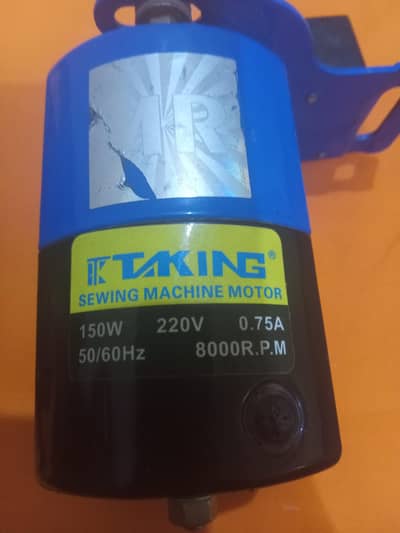 TAKING®
SEWING MACHINE MOTOR
150W 220V 0.75A
50/60Hz 8000R.P.M